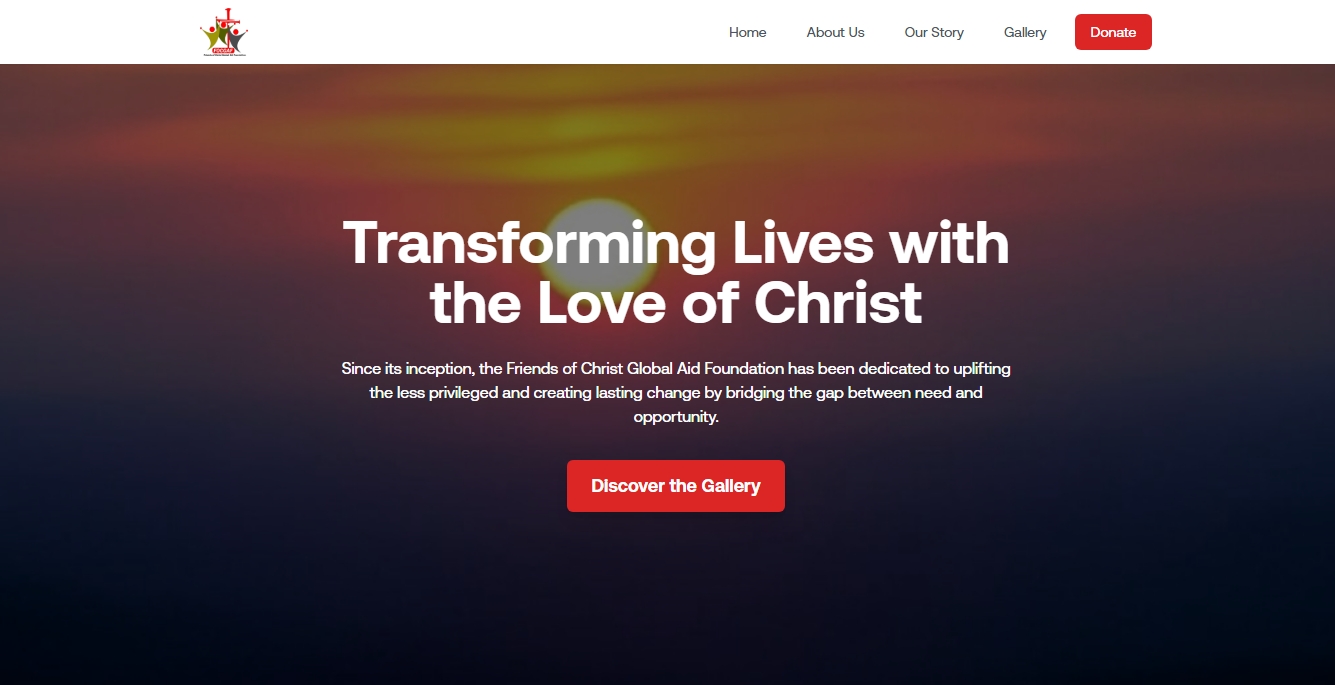 FOCGAF
Home
About Us
Our Story
Gallery
Donate
Transforming Lives with
the Love of Christ
Since its inception, the Friends of Christ Global Aid Foundation has been dedicated to uplifting
the less privileged and creating lasting change by bridging the gap between need and
opportunity.
Discover the Gallery